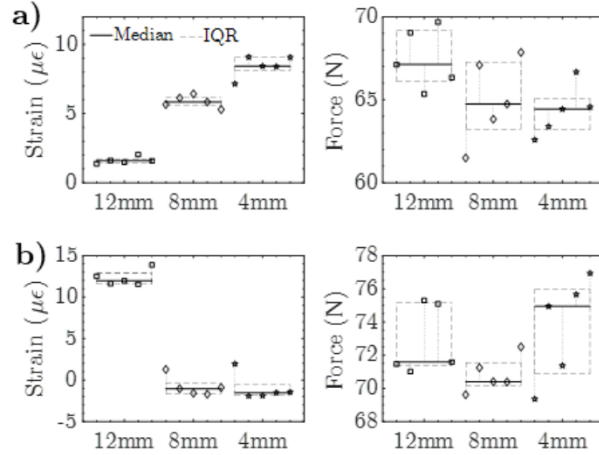 a)
Median
IQR
Strain (με)
10
5
0
12mm
8mm
4mm
Force (N)
70
65
60
12mm
8mm
4mm
b)
Strain (με)
15
10
5
0
-5
12mm
8mm
4mm
Force (N)
78
76
74
72
70
68
12mm
8mm
4mm